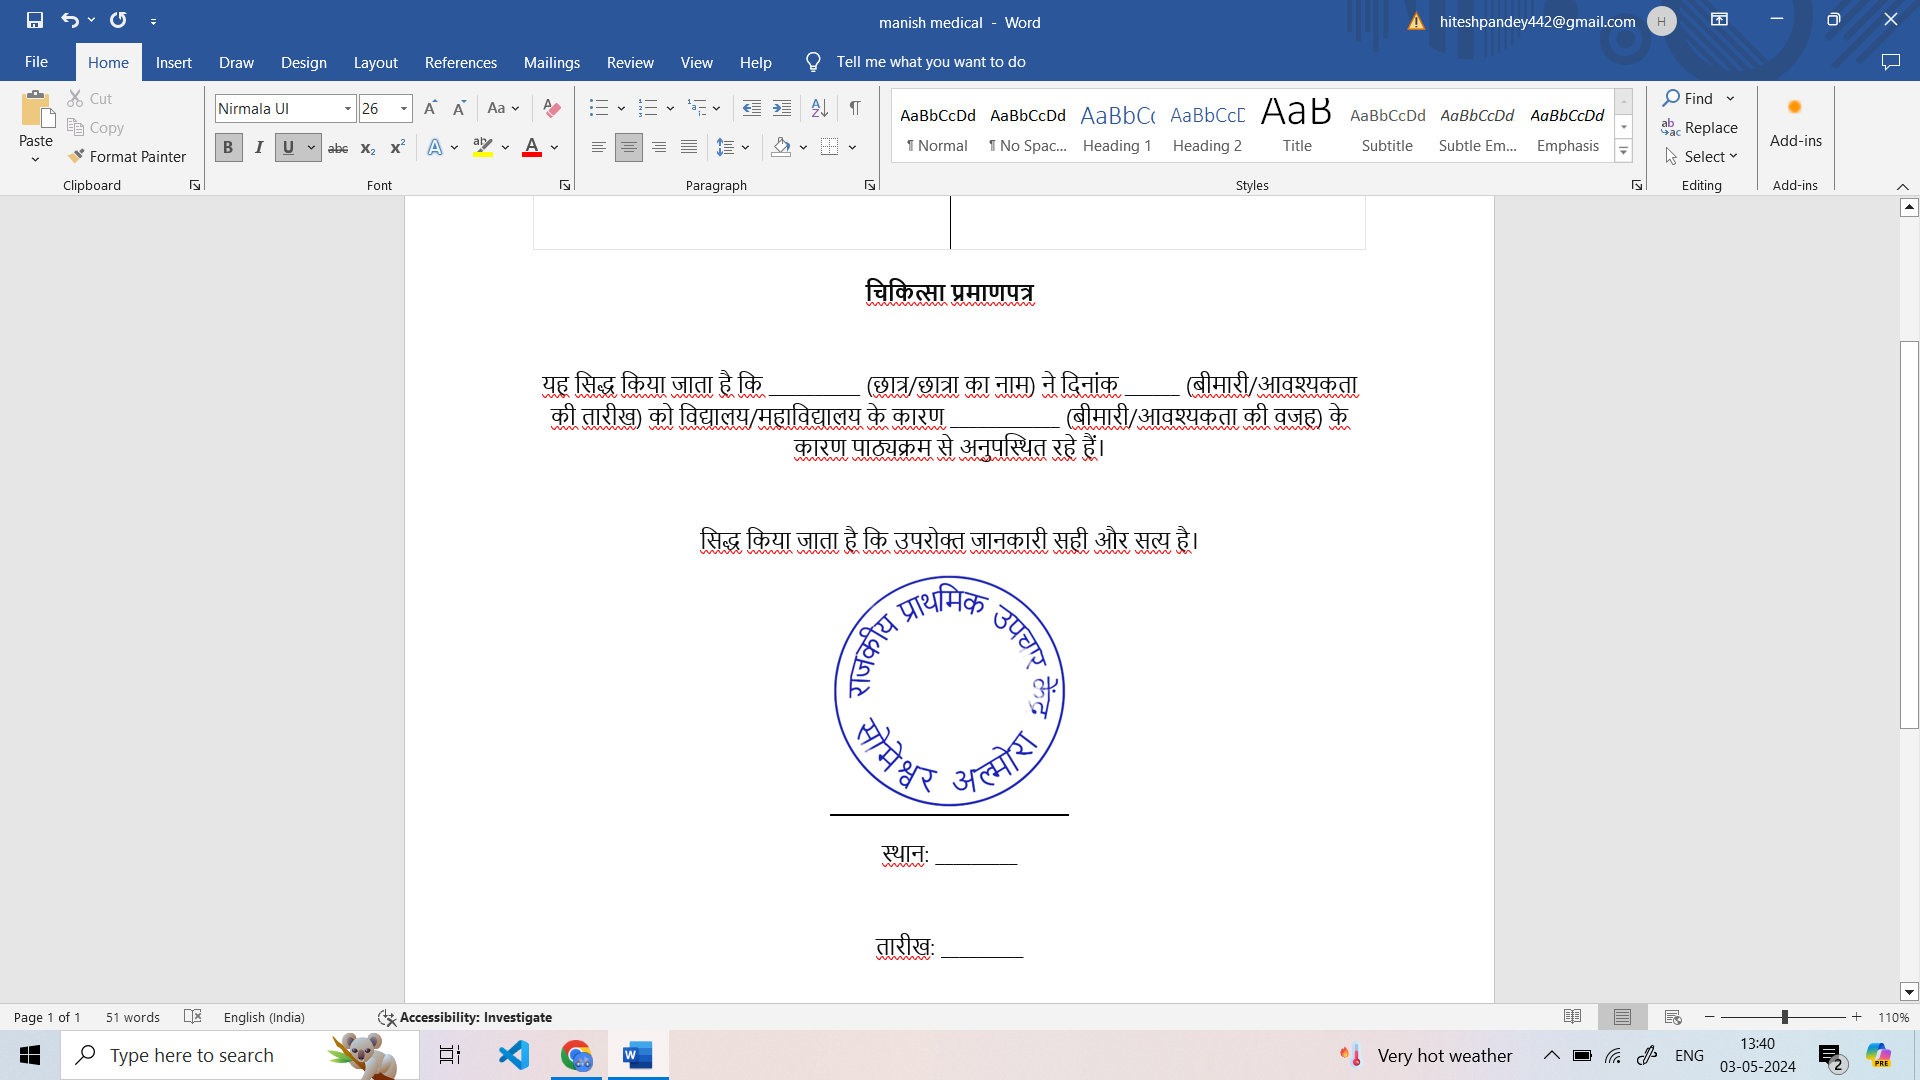 manish medical - Word
hiteshpandey442@gmail.com
H
File Home Insert Draw Design Layout References Mailings Review View Help Tell me what you want to do
Paste
Cut
Copy
Format Painter
Clipboard
Nirmala UI 26
Font
Paragraph
AaBbCcDd AaBbCcDd AaBbCc AaBbCcD AaB AaBbCcDd AaBbCcDd AaBbCcDd
¶ Normal ¶ No Spac... Heading 1 Heading 2 Title Subtitle Subtle Em... Emphasis
Styles
Find
Replace
Select
Editing
Add-ins
Add-ins
चिकित्सा प्रमाणपत्र
यह सिद्ध किया जाता है कि __________ (छात्र/छात्रा का नाम) ने दिनांक ______ (बीमारी/आवश्यकता
की तारीख) को विद्यालय/महाविद्यालय के कारण ____________ (बीमारी/आवश्यकता की वजह) के
कारण पाठ्यक्रम से अनुपस्थित रहे हैं।
सिद्ध किया जाता है कि उपरोक्त जानकारी सही और सत्य है।
राजकीय प्राथमिक उपचार केंद्र
सोमेश्वर अल्मोरा
स्थान: _________
तारीख: _________
Page 1 of 1 51 words English (India) Accessibility: Investigate 110%
Type here to search
Very hot weather
ENG
13:40
03-05-2024
2
PRE